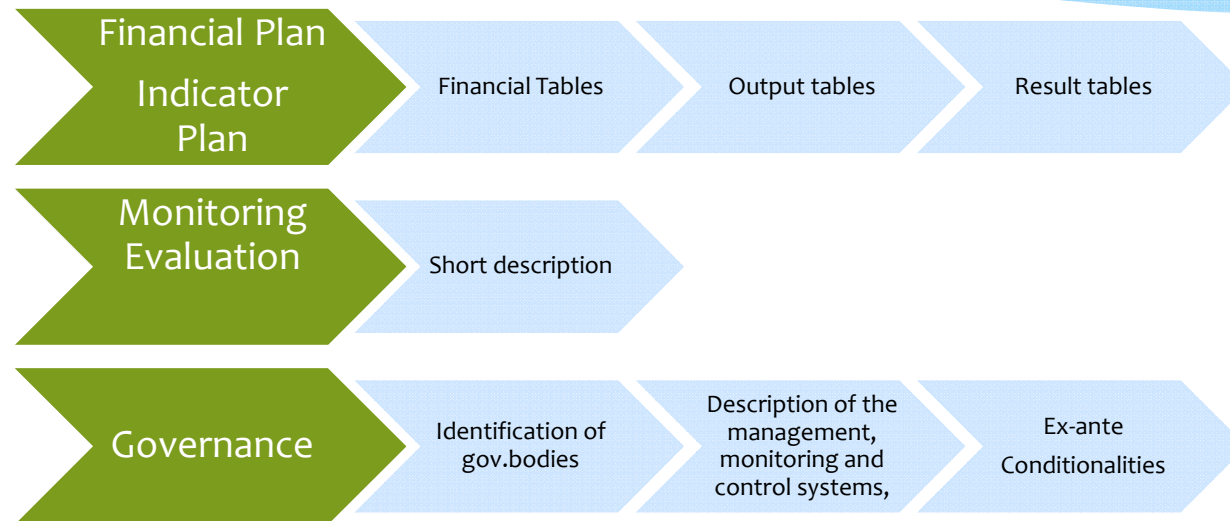 Financial Plan
Indicator
Plan
Financial Tables
Output tables
Result tables
Monitoring
Evaluation
Short description
Governance
Identification of
gov.bodies
Description of the
management,
monitoring and
control systems,
Ex-ante
Conditionalities